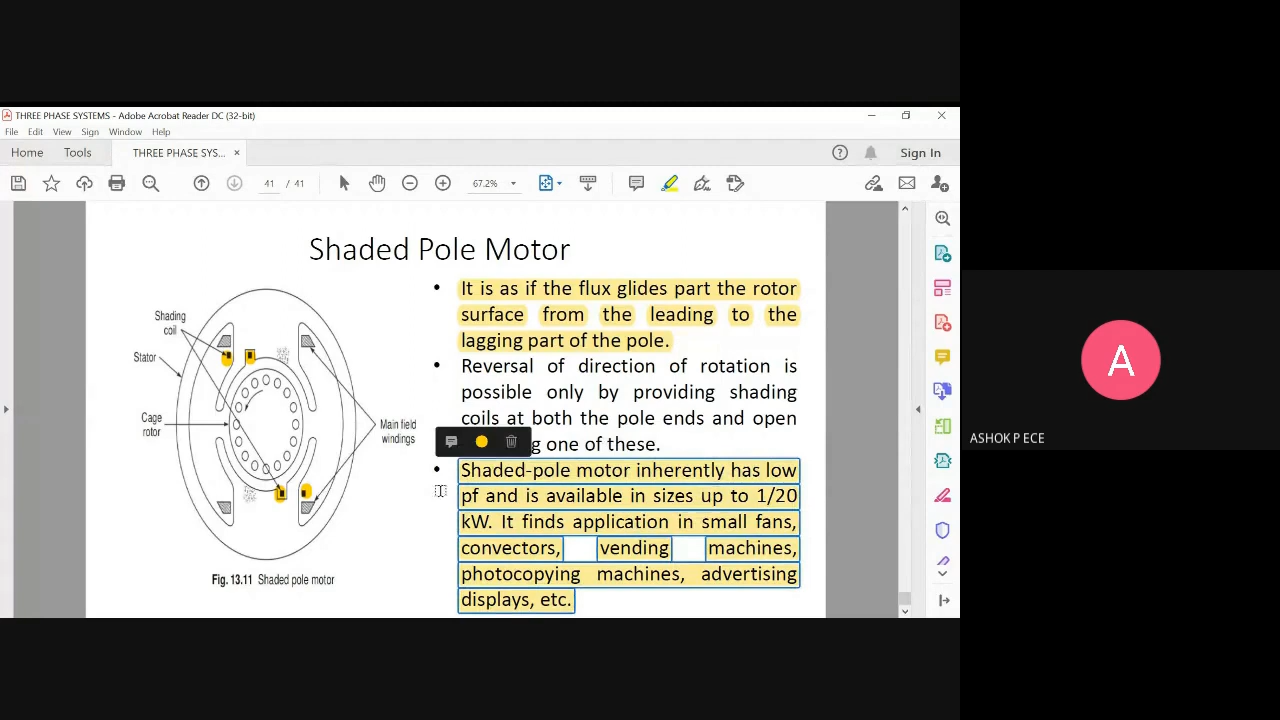 THREE PHASE SYSTEMS - Adobe Acrobat Reader DC (32-bit)
File Edit View Sign Window Help
Home Tools THREE PHASE SYS... × Sign In
41 / 41 67.2%
Shaded Pole Motor
• It is as if the flux glides part the rotor
surface from the leading to the
lagging part of the pole.
• Reversal of direction of rotation is
possible only by providing shading
coils at both the pole ends and open
one of these.
• Shaded-pole motor inherently has low
pf and is available in sizes up to 1/20
kW. It finds application in small fans,
convectors, vending machines,
photocopying machines, advertising
displays, etc.
Shading
coil
Stator
Cage
rotor
Main field
windings
Fig. 13.11 Shaded pole motor
A
ASHOK P ECE